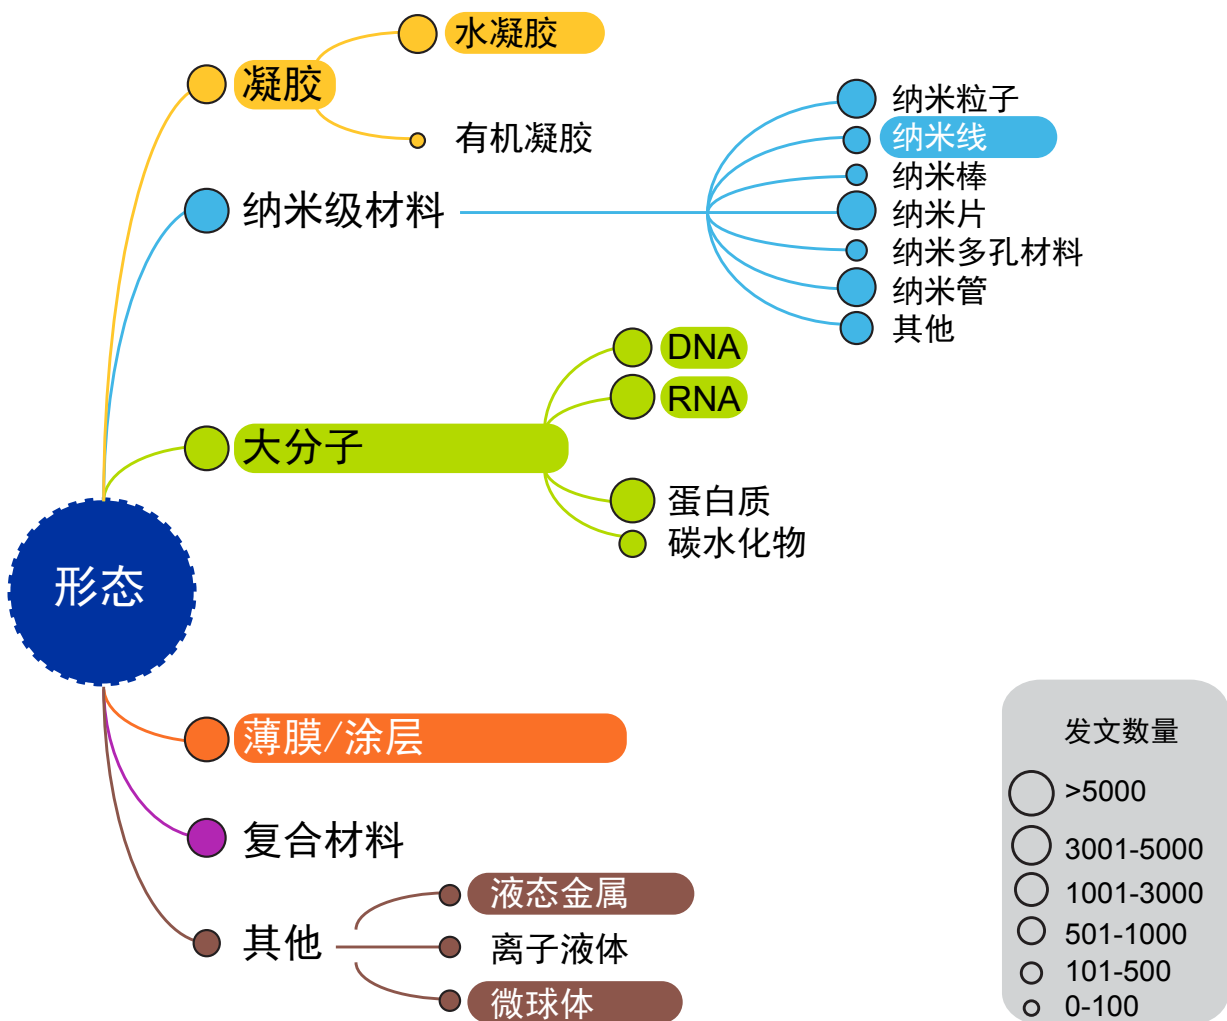 水凝胶
凝胶
有机凝胶
纳米级材料
纳米粒子
纳米线
纳米棒
纳米片
纳米多孔材料
纳米管
其他
DNA
RNA
大分子
蛋白质
碳水化物
形态
薄膜/涂层
复合材料
其他
液态金属
离子液体
微球体
发文数量
>5000
3001-5000
1001-3000
501-1000
101-500
0-100